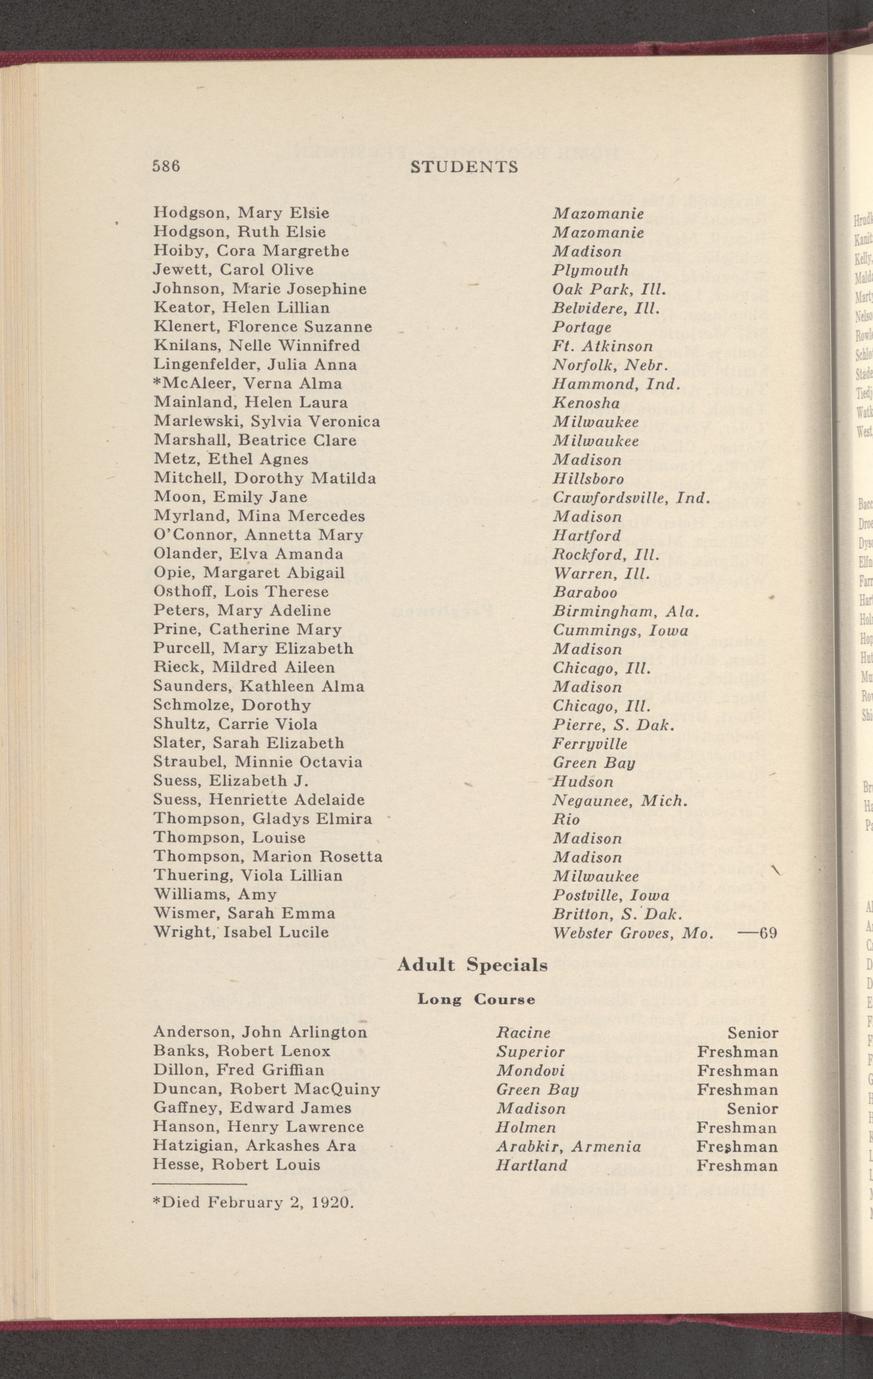 586 STUDENTS
Hodgson, Mary Elsie Mazomanie
Hodgson, Ruth Elsie Mazomanie
Hoiby, Cora Margrethe Madison
Jewett, Carol Olive Plymouth
Johnson, Marie Josephine Oak Park, Ill.
Keator, Helen Lillian Belvidere, Ill.
Klenert, Florence Suzanne Portage
Knilans, Nelle Winnifred Ft. Atkinson
Lingenfelder, Julia Anna Norfolk, Nebr.
*McAleer, Verna Alma Hammond, Ind.
Mainland, Helen Laura Kenosha
Marlewski, Sylvia Veronica Milwaukee
Marshall, Beatrice Clare Milwaukee
Metz, Ethel Agnes Madison
Mitchell, Dorothy Matilda Hillsboro
Moon, Emily Jane Crawfordsville, Ind.
Myrland, Mina Mercedes Madison
O'Connor, Annetta Mary Hartford
Olander, Elva Amanda Rockford, Ill.
Opie, Margaret Abigail Warren, Ill.
Osthoff, Lois Therese Baraboo
Peters, Mary Adeline Birmingham, Ala.
Prine, Catherine Mary Cummings, Iowa
Purcell, Mary Elizabeth Madison
Rieck, Mildred Aileen Chicago, Ill.
Saunders, Kathleen Alma Madison
Schmolze, Dorothy Chicago, Ill.
Shultz, Carrie Viola Pierre, S. Dak.
Slater, Sarah Elizabeth Ferryville
Straubel, Minnie Octavia Green Bay
Suess, Elizabeth J. Hudson
Suess, Henriette Adelaide Negaunee, Mich.
Thompson, Gladys Elmira Rio
Thompson, Louise Madison
Thompson, Marion Rosetta Madison
Thuering, Viola Lillian Milwaukee
Williams, Amy Postville, Iowa
Wismer, Sarah Emma Britton, S. Dak.
Wright, Isabel Lucile Webster Groves, Mo. —69
Adult Specials
Long Course
Anderson, John Arlington Racine Senior
Banks, Robert Lenox Superior Freshman
Dillon, Fred Griffian Mondovi Freshman
Duncan, Robert MacQuiny Green Bay Freshman
Gaffney, Edward James Madison Senior
Hanson, Henry Lawrence Holmen Freshman
Hatzigian, Arkashes Ara Arabkir, Armenia Freshman
Hesse, Robert Louis Hartland Freshman
*Died February 2, 1920.